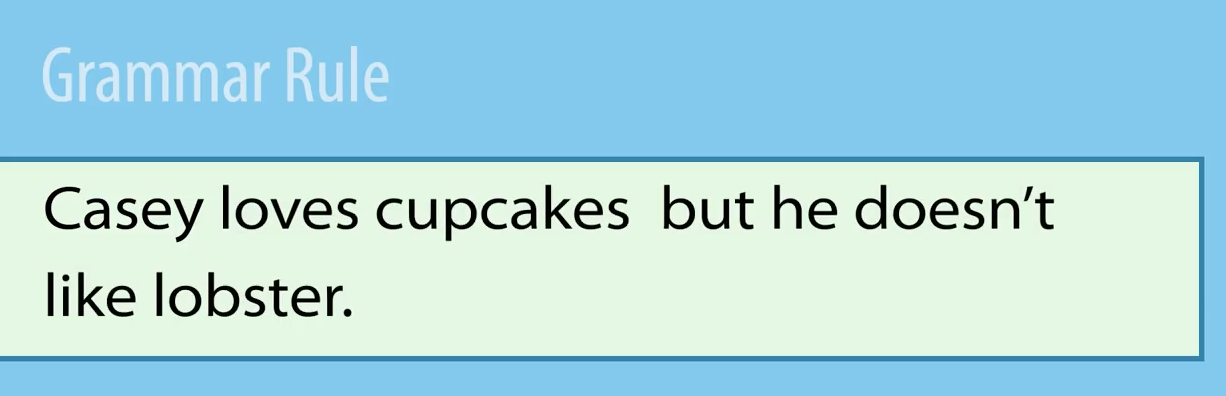 Grammar Rule
Casey loves cupcakes  but he doesn’t
like lobster.